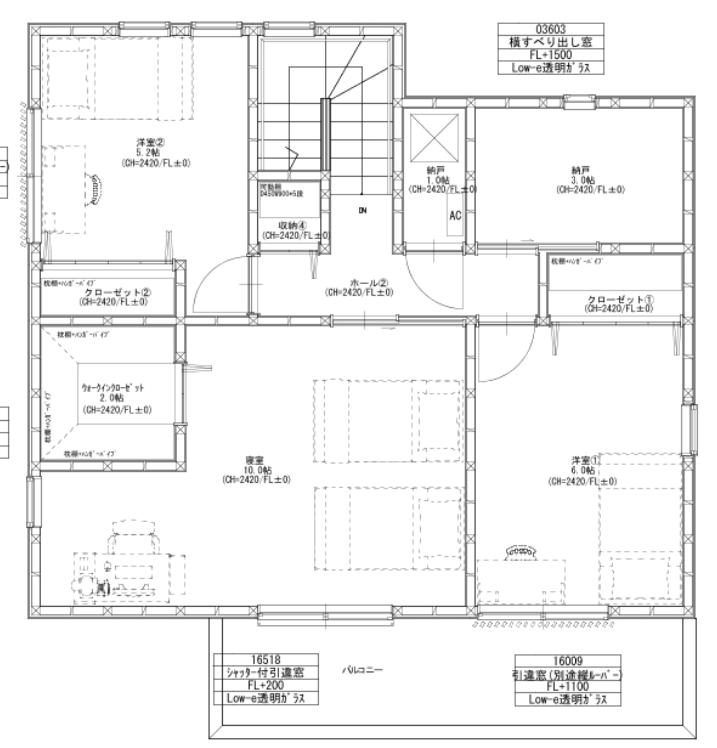 03603
横すべり出し窓
FL+1500
Low-e透明ガラス
洋室②
5.2帖
(CH=2420/FL±0)
可動棚
D450W900*5段
収納④
(CH=2420/FL±0)
DN
納戸
1.0帖
(CH=2420/FL±0)
AC
納戸
3.0帖
(CH=2420/FL±0)
枕棚+ハンガーパイプ
クローゼット②
(CH=2420/FL±0)
ホール②
(CH=2420/FL±0)
枕棚+ハンガーパイプ
クローゼット①
(CH=2420/FL±0)
枕棚+ハンガーパイプ
ウォークインクローゼット
2.0帖
(CH=2420/FL±0)
枕棚+ハンガーパイプ
枕棚+ハンガーパイプ
寝室
10.0帖
(CH=2420/FL±0)
洋室①
6.0帖
(CH=2420/FL±0)
16518
シャッター付引違窓
FL+200
Low-e透明ガラス
バルコニー
16009
引違窓(別途縦ルーバー)
FL+1100
Low-e透明ガラス